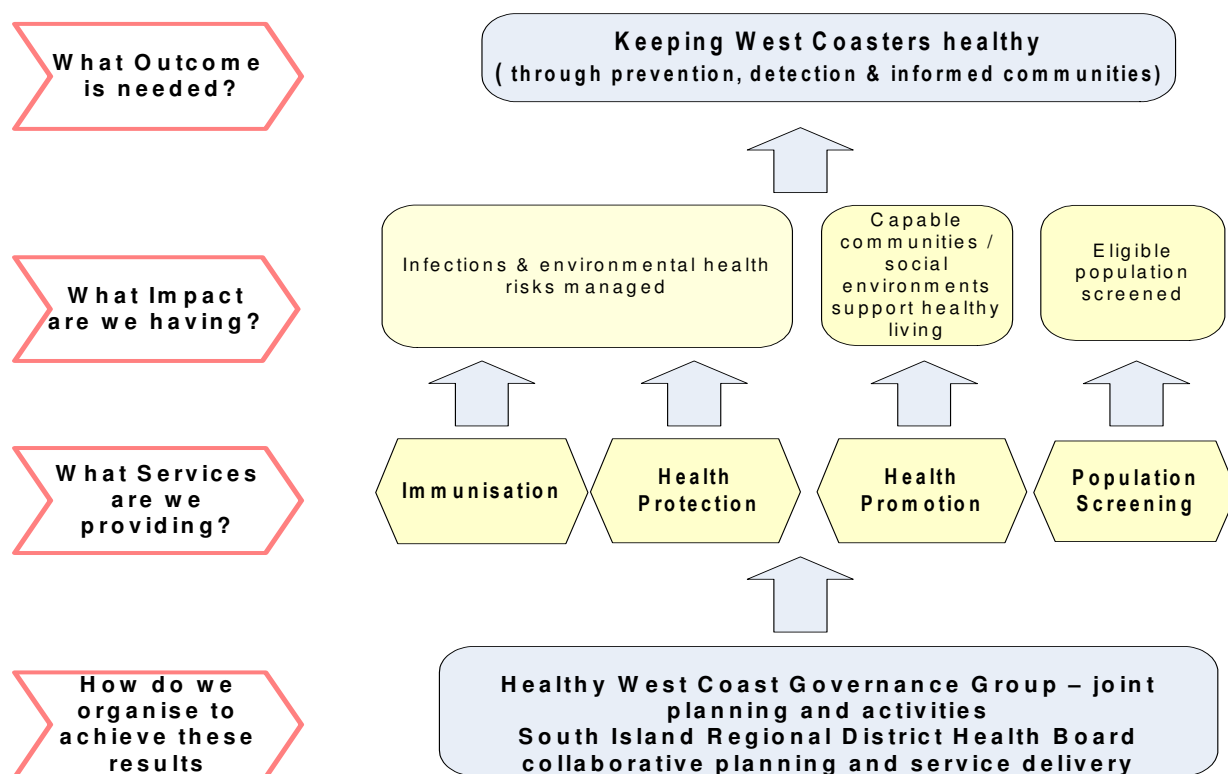 What Outcome
is needed?
Keeping West Coasters healthy
( through prevention, detection & informed communities)
What Impact
are we having?
Infections & environmental health
risks managed
Capable
communities /
social
environments
support healthy
living
Eligible
population
screened
What Services
are we
providing?
Immunisation
Health
Protection
Health
Promotion
Population
Screening
How do we
organise to
achieve these
results
Healthy West Coast Governance Group – joint
planning and activities
South Island Regional District Health Board
collaborative planning and service delivery